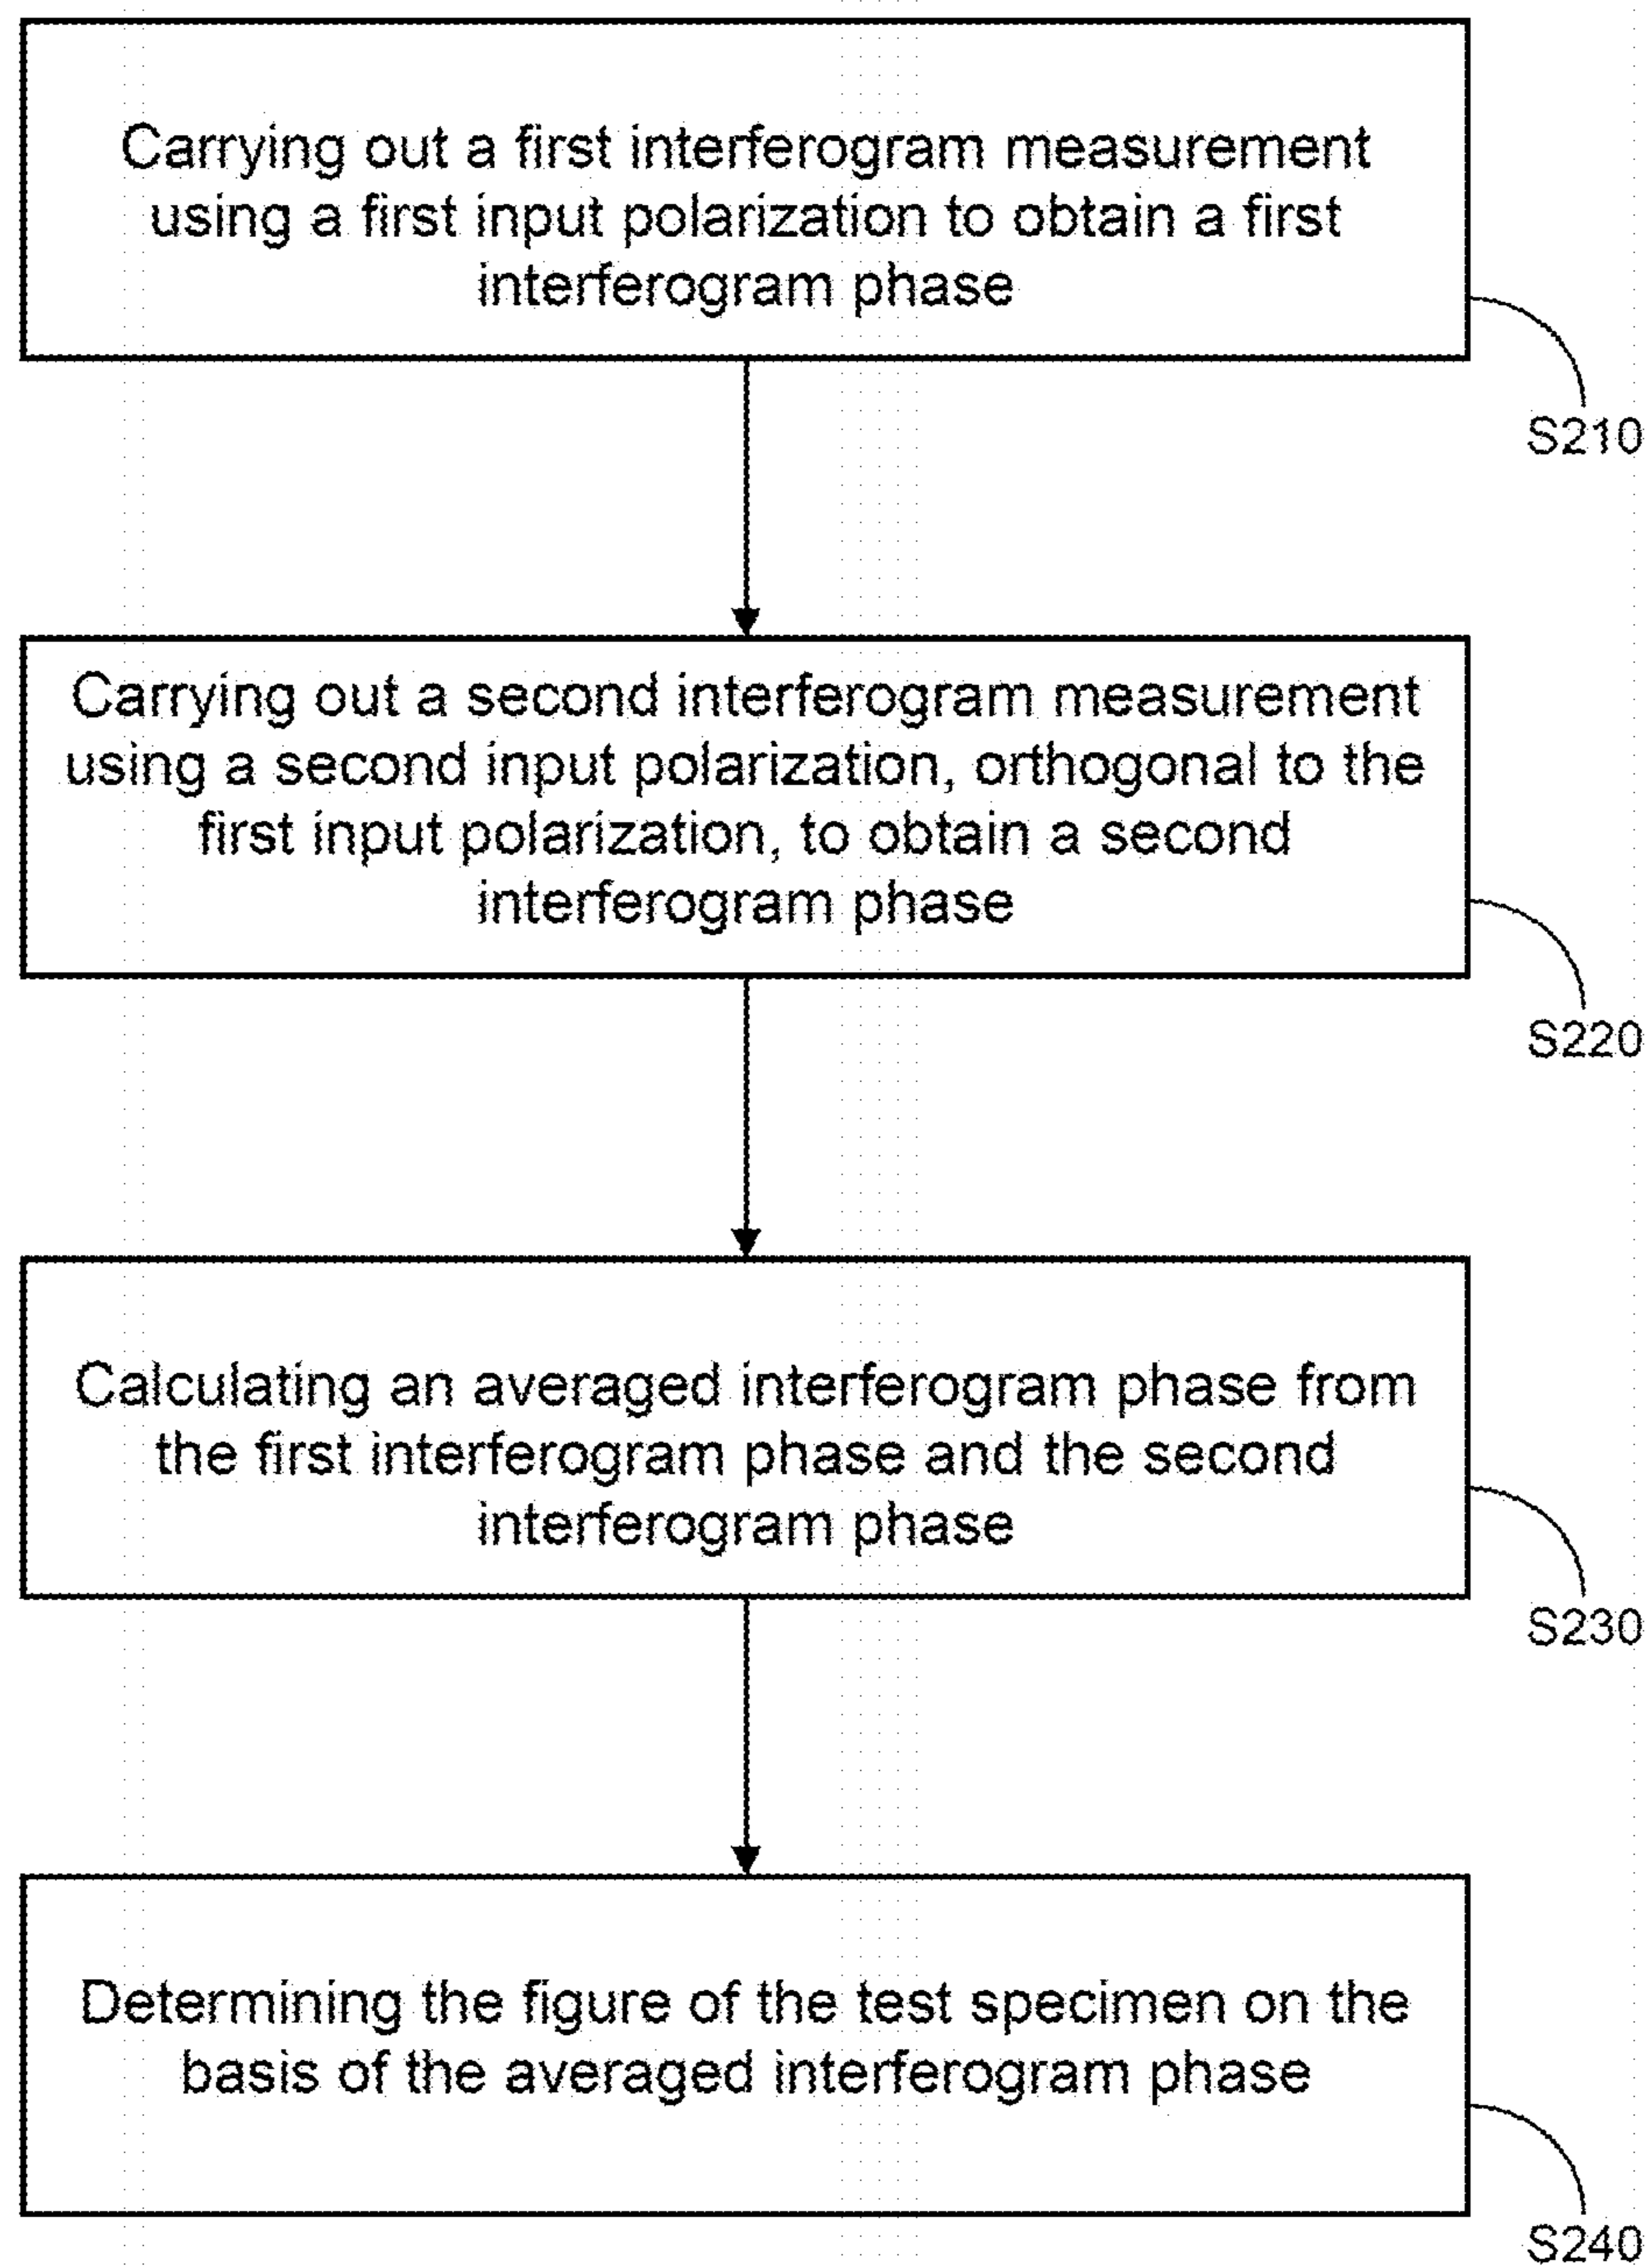 Carrying out a first interferogram measurement
using a first input polarization to obtain a first
interferogram phase
S210
Carrying out a second interferogram measurement
using a second input polarization, orthogonal to the
first input polarization, to obtain a second
interferogram phase
S220
Calculating an averaged interferogram phase from
the first interferogram phase and the second
interferogram phase
S230
Determining the figure of the test specimen on the
basis of the averaged interferogram phase
S240